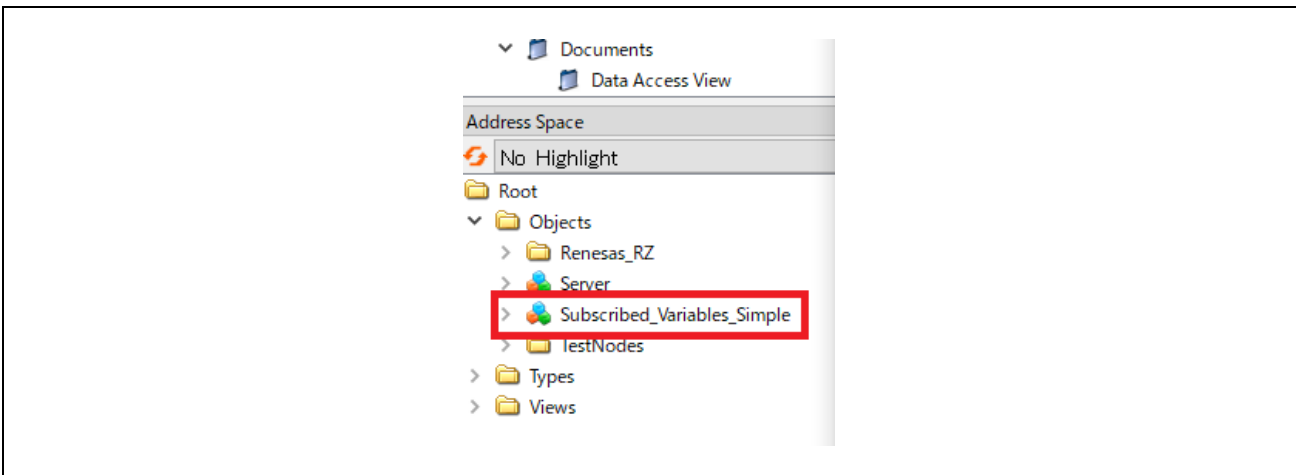 Documents
Data Access View
Address Space
No Highlight
Root
Objects
Renesas_RZ
Server
Subscribed_Variables_Simple
TestNodes
Types
Views